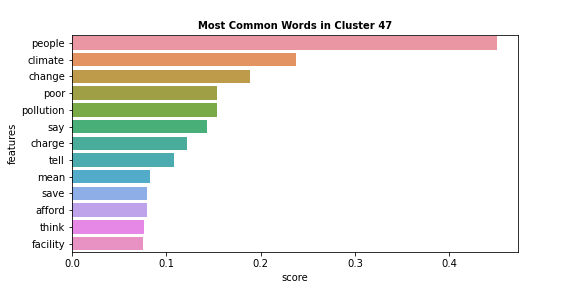 Most Common Words in Cluster 47
features
people
climate
change
poor
pollution
say
charge
tell
mean
save
afford
think
facility
0.0 0.1 0.2 0.3 0.4
score